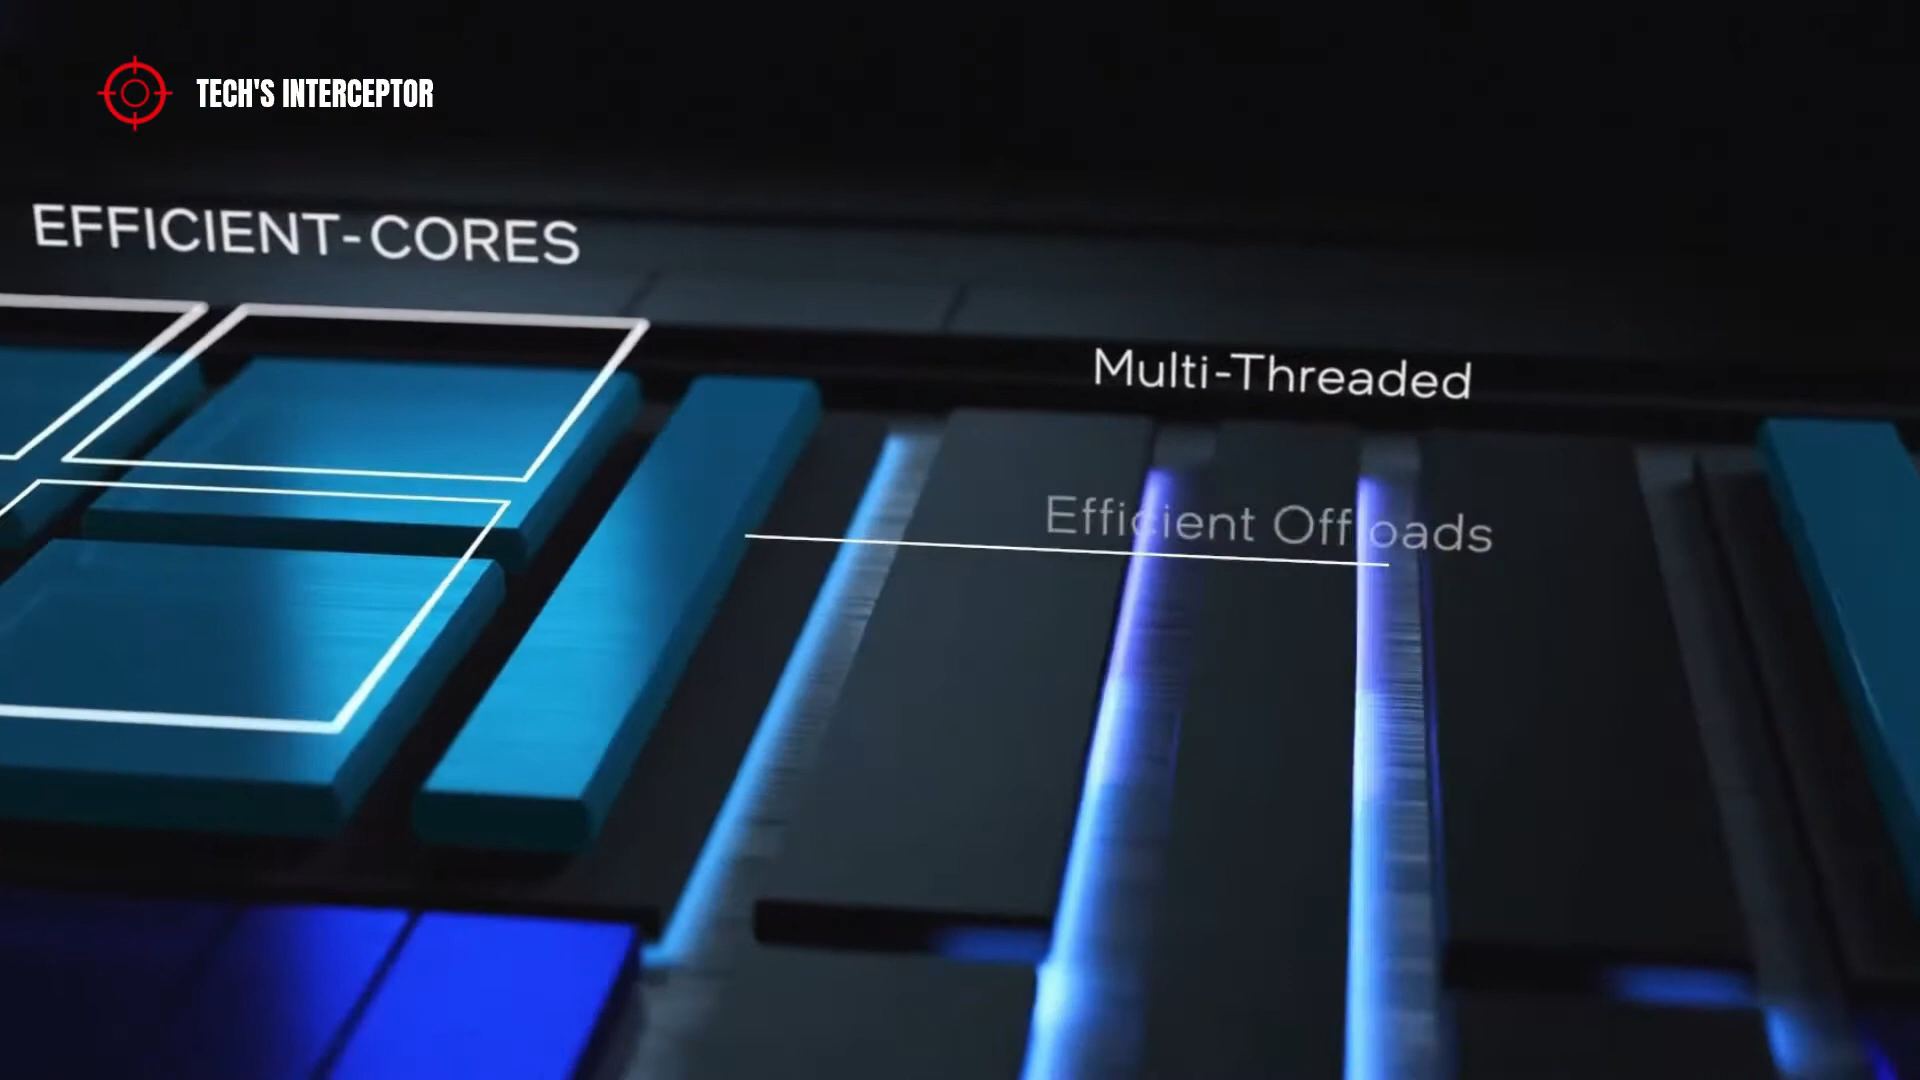 TECH'S INTERCEPTOR
EFFICIENT-CORES
Multi-Threaded
Efficient Offloads